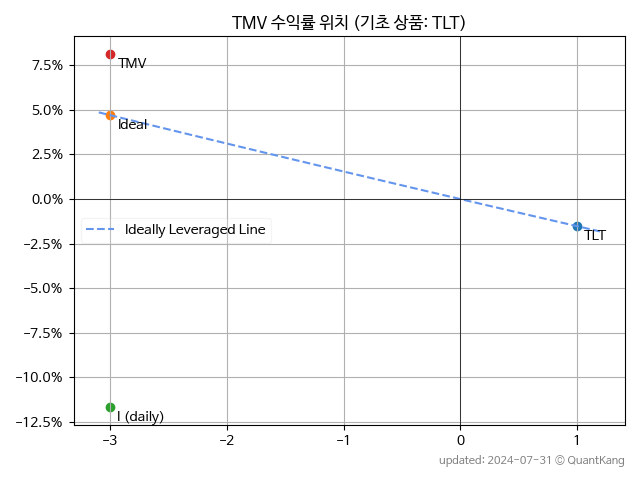 TMV 수익률 위치 (기초 상품: TLT)
7.5%
5.0%
2.5%
0.0%
−2.5%
−5.0%
−7.5%
−10.0%
−12.5%
TMV
Ideal
Ideally Leveraged Line
TLT
I (daily)
−3
−2
−1
0
1
updated: 2024-07-31 © QuantKang